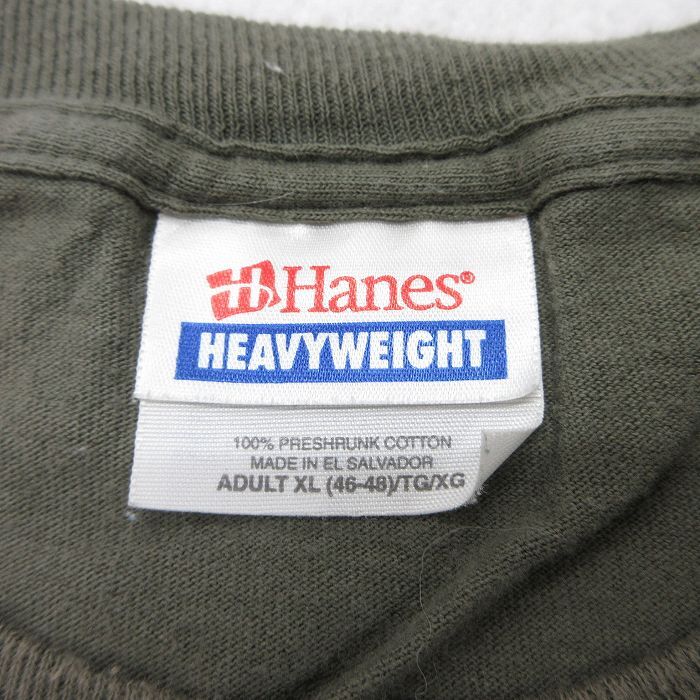 H Hanes®
HEAVYWEIGHT
100% PRESHRUNK COTTON
MADE IN EL SALVADOR
ADULT XL (46-48)/TG/XG